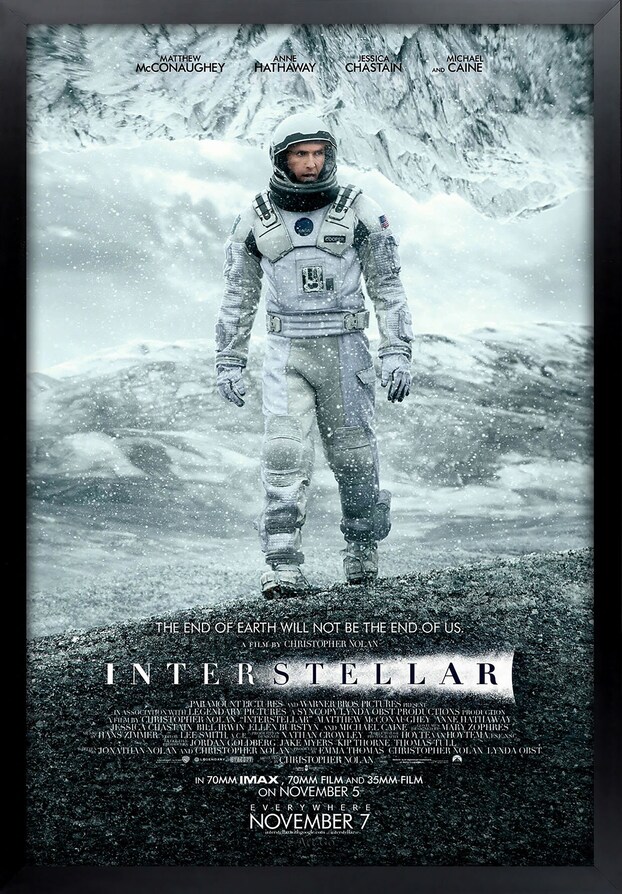 MATTHEW McCONAUGHEY ANNE HATHAWAY JESSICA CHASTAIN AND MICHAEL CAINE
COOPER
THE END OF EARTH WILL NOT BE THE END OF US.
A FILM BY CHRISTOPHER NOLAN
INTERSTELLAR
PARAMOUNT PICTURES AND WARNER BROS. PICTURES PRESENT
IN ASSOCIATION WITH LEGENDARY PICTURES A SYNCOPY/LYNDA OBST PRODUCTIONS PRODUCTION
A FILM BY CHRISTOPHER NOLAN "INTERSTELLAR" MATTHEW McCONAUGHEY ANNE HATHAWAY
JESSICA CHASTAIN BILL IRWIN ELLEN BURSTYN AND MICHAEL CAINE MARY ZOPHRES
HANS ZIMMER LEE SMITH, A.C.E. NATHAN CROWLEY HOYTE VAN HOYTEMA
JORDAN GOLDBERG JAKE MYERS KIP THORNE THOMAS TULL
JONATHAN NOLAN AND CHRISTOPHER NOLAN EMMA THOMAS CHRISTOPHER NOLAN LYNDA OBST
LEGENDARY CHRISTOPHER NOLAN
IN 70MM IMAX, 70MM FILM AND 35MM FILM
ON NOVEMBER 5
EVERYWHERE
NOVEMBER 7